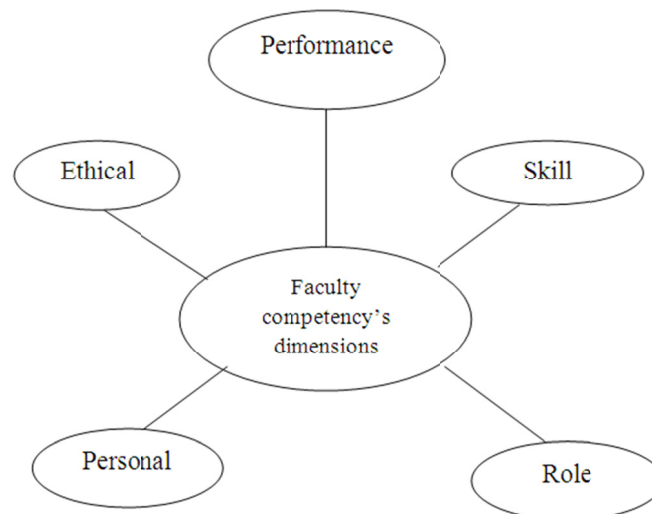 Performance
Ethical
Skill
Faculty
competency’s
dimensions
Personal
Role